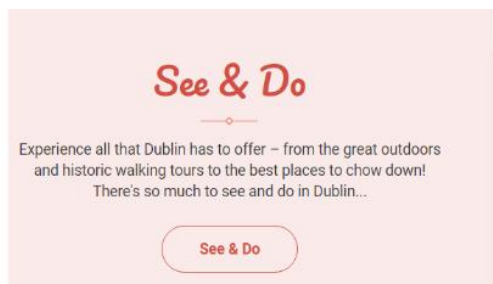 See & Do
Experience all that Dublin has to offer – from the great outdoors
and historic walking tours to the best places to chow down!
There's so much to see and do in Dublin...
See & Do